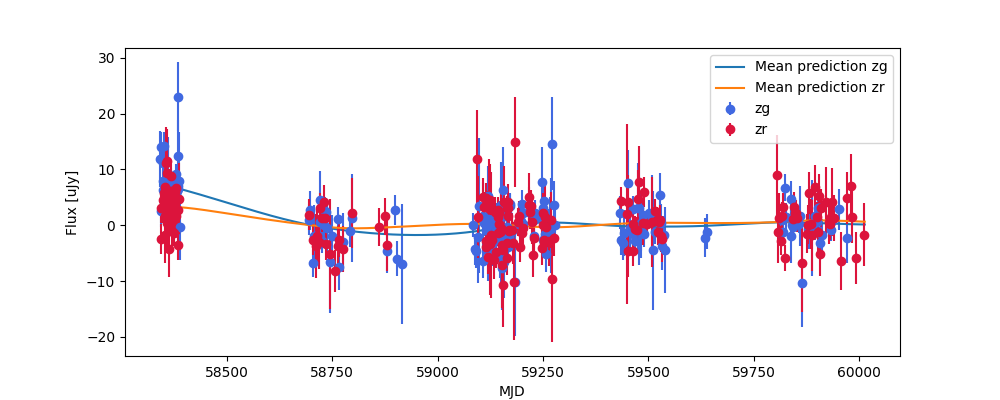 30
20
10
0
−10
−20
Flux [uJy]
58500
58750
59000
59250
59500
59750
60000
MJD
Mean prediction zg
Mean prediction zr
zg
zr